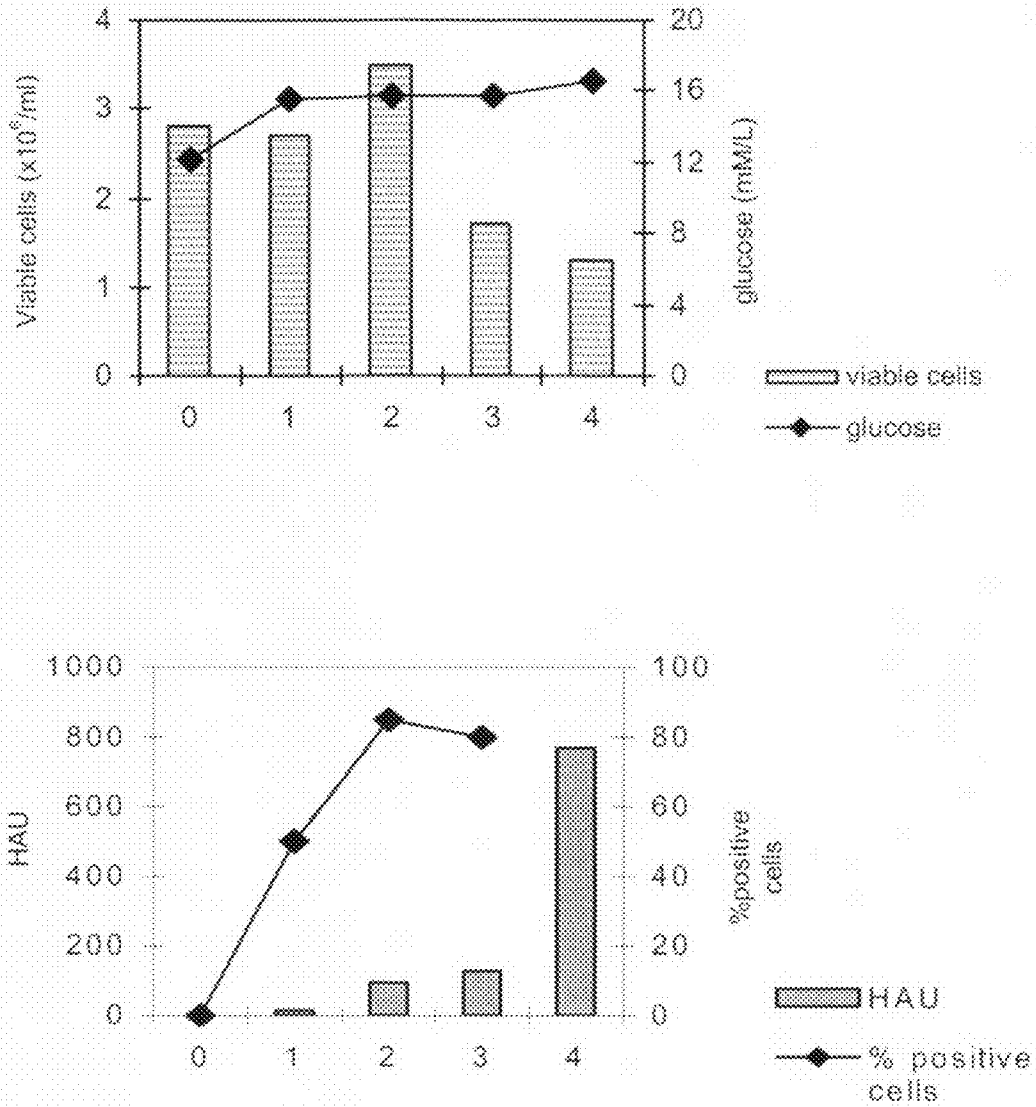 4
3
2
1
0
Viable cells (x10⁶/ml)
20
16
12
8
4
0
glucose (mM/L)
0 1 2 3 4
viable cells
glucose
1000
800
600
400
200
0
HAU
100
80
60
40
20
0
%positive
cells
0 1 2 3 4
HAU
% positive
cells